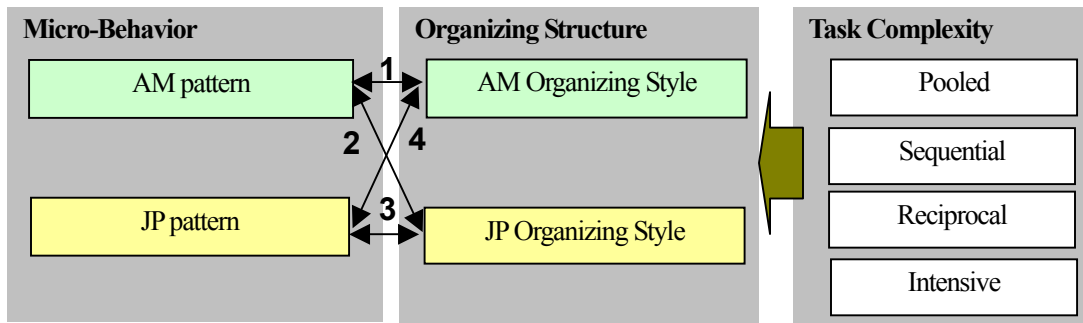 Micro-Behavior
AM pattern
JP pattern
1
2
4
3
Organizing Structure
AM Organizing Style
JP Organizing Style
Task Complexity
Pooled
Sequential
Reciprocal
Intensive